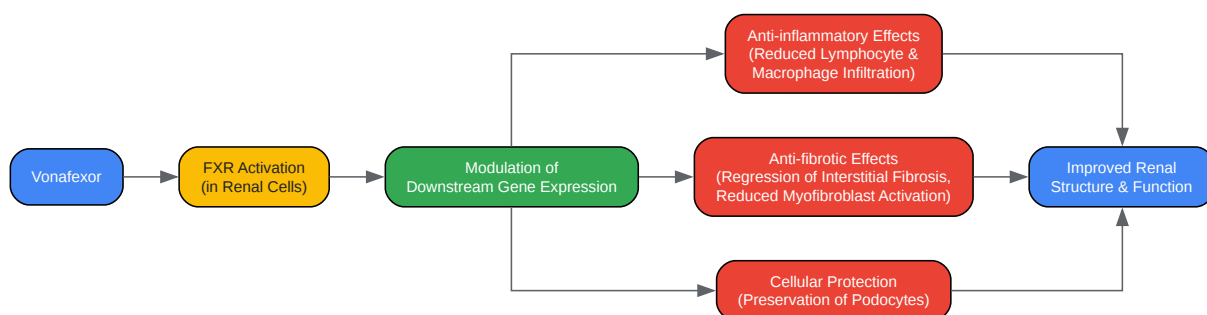 Vonafexor
FXR Activation
(in Renal Cells)
Modulation of
Downstream Gene Expression
Anti-inflammatory Effects
(Reduced Lymphocyte &
Macrophage Infiltration)
Anti-fibrotic Effects
(Regression of Interstitial Fibrosis,
Reduced Myofibroblast Activation)
Cellular Protection
(Preservation of Podocytes)
Improved Renal
Structure & Function